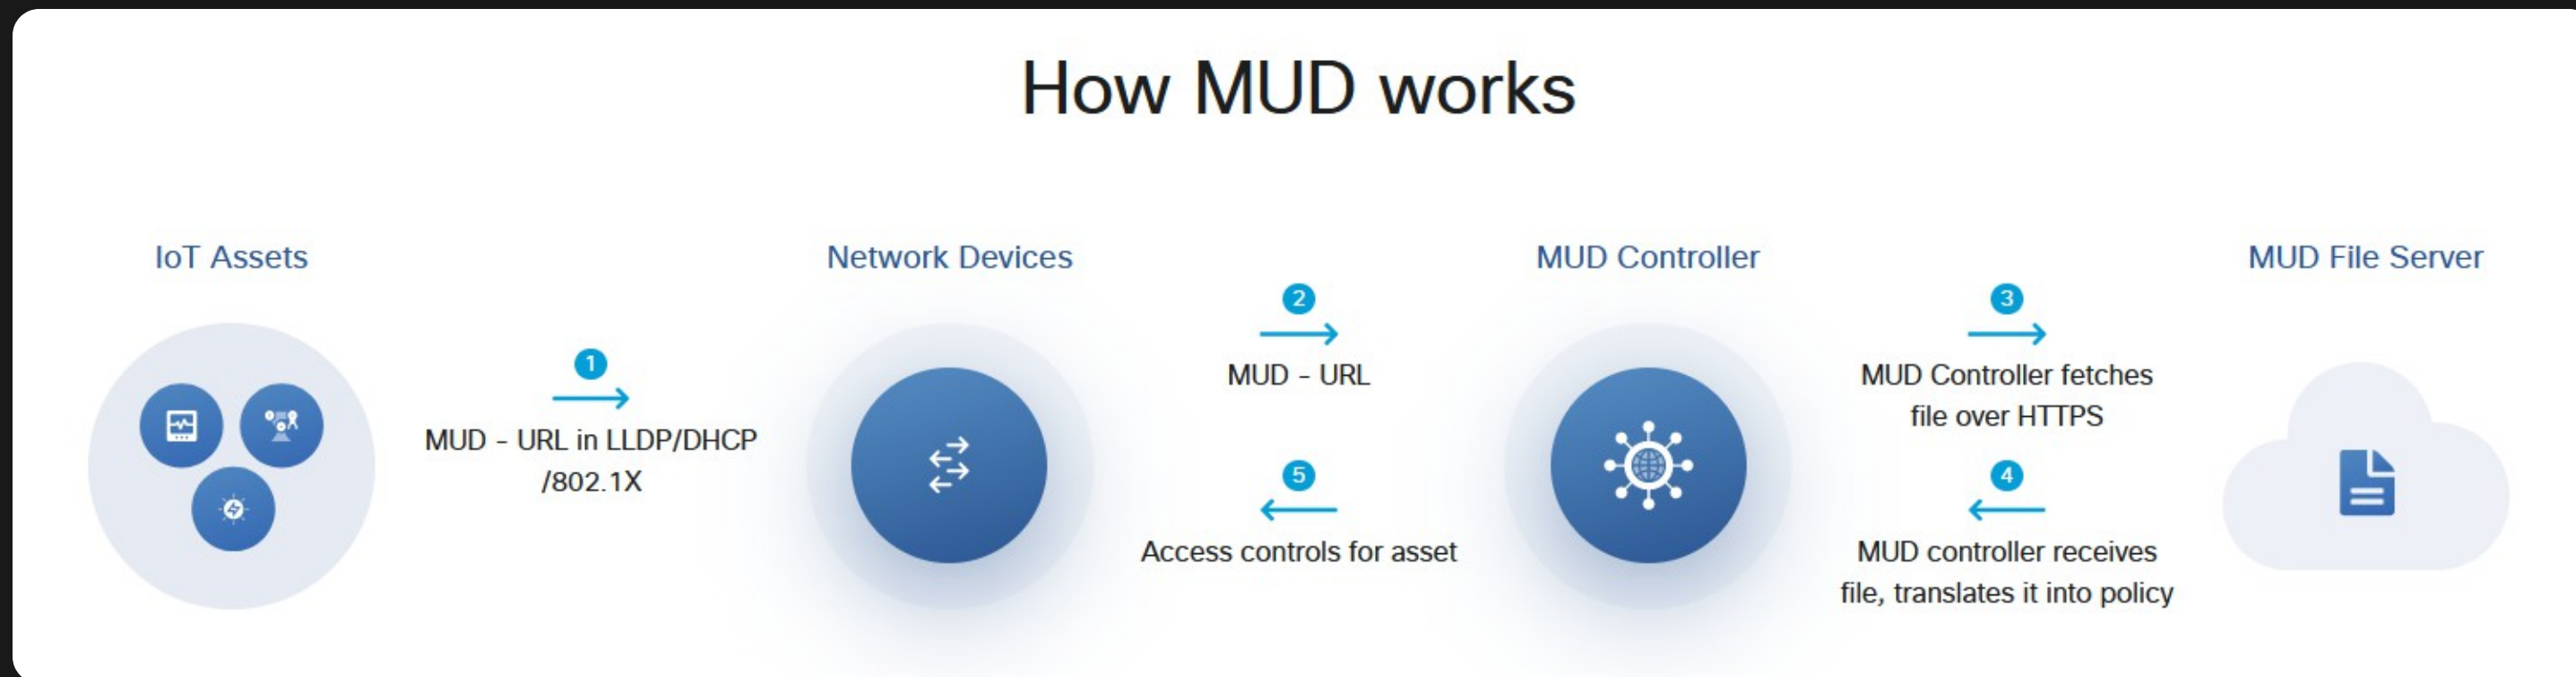 How MUD works
IoT Assets
Network Devices
MUD Controller
MUD File Server
1
MUD - URL in LLDP/DHCP
/802.1X
2
MUD - URL
3
MUD Controller fetches
file over HTTPS
4
MUD controller receives
file, translates it into policy
5
Access controls for asset